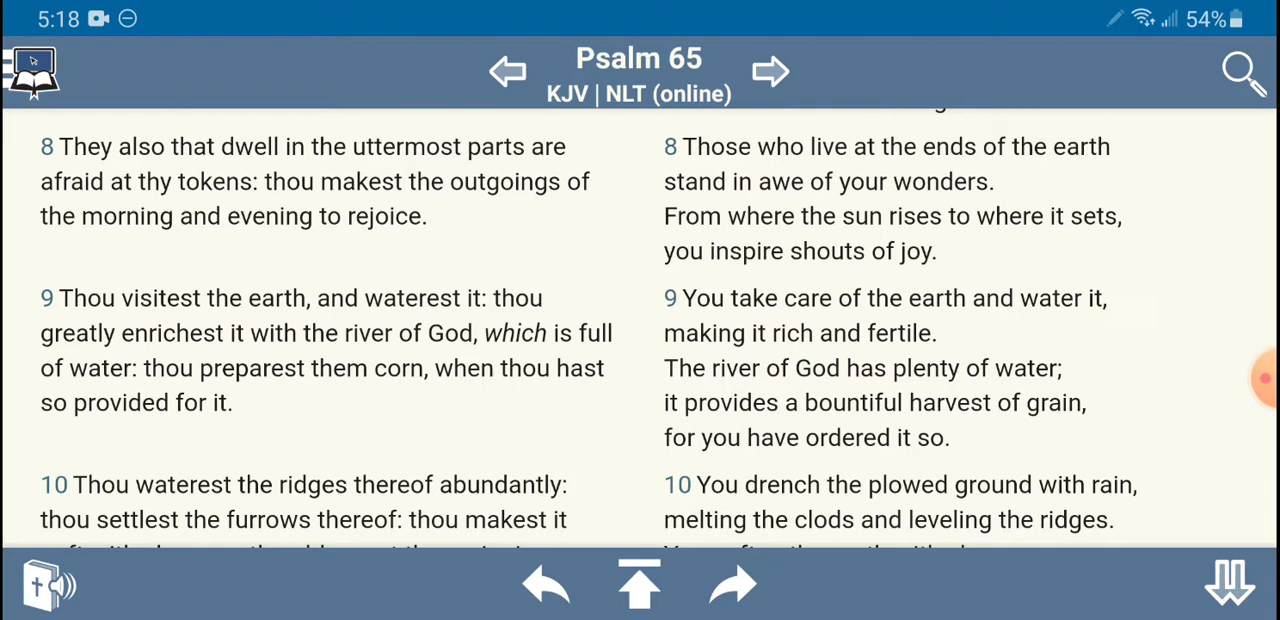 5:18
54%
Psalm 65
KJV | NLT (online)
8 They also that dwell in the uttermost parts are
afraid at thy tokens: thou makest the outgoings of
the morning and evening to rejoice.
9 Thou visitest the earth, and waterest it: thou
greatly enrichest it with the river of God, which is full
of water: thou preparest them corn, when thou hast
so provided for it.
10 Thou waterest the ridges thereof abundantly:
thou settlest the furrows thereof: thou makest it
8 Those who live at the ends of the earth
stand in awe of your wonders.
From where the sun rises to where it sets,
you inspire shouts of joy.
9 You take care of the earth and water it,
making it rich and fertile.
The river of God has plenty of water;
it provides a bountiful harvest of grain,
for you have ordered it so.
10 You drench the plowed ground with rain,
melting the clods and leveling the ridges.